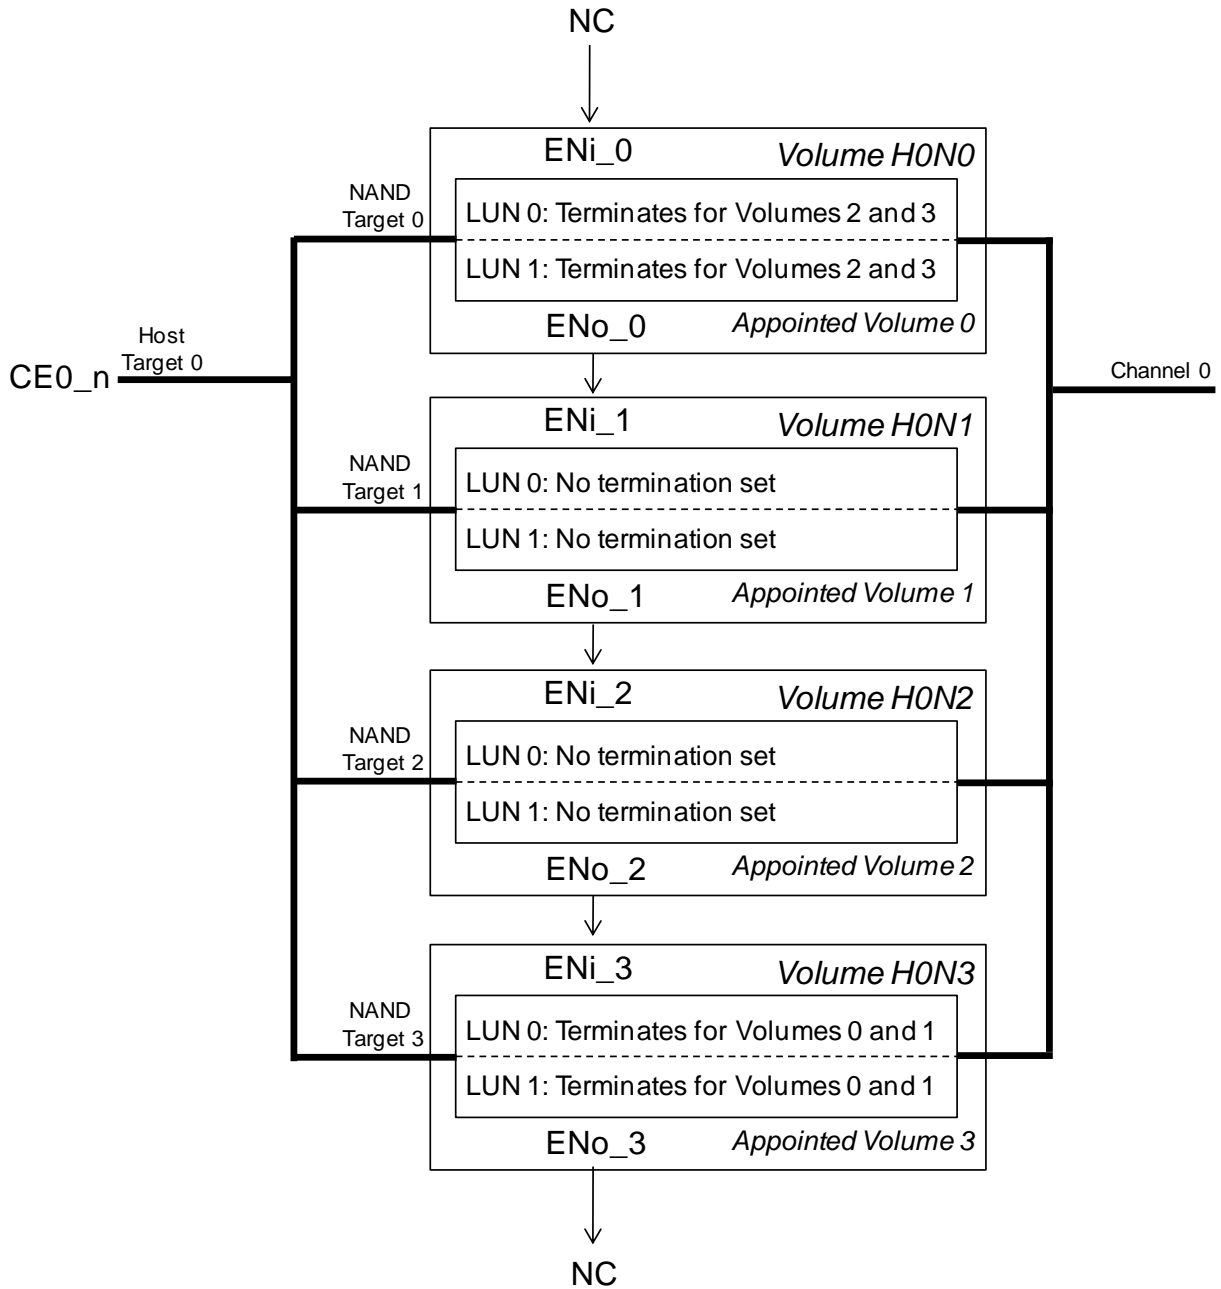 NC
ENi_0
Volume H0N0
NAND
Target 0
LUN 0: Terminates for Volumes 2 and 3
LUN 1: Terminates for Volumes 2 and 3
ENo_0
Appointed Volume 0
Host
Target 0
CE0_n
Channel 0
ENi_1
Volume H0N1
NAND
Target 1
LUN 0: No termination set
LUN 1: No termination set
ENo_1
Appointed Volume 1
ENi_2
Volume H0N2
NAND
Target 2
LUN 0: No termination set
LUN 1: No termination set
ENo_2
Appointed Volume 2
ENi_3
Volume H0N3
NAND
Target 3
LUN 0: Terminates for Volumes 0 and 1
LUN 1: Terminates for Volumes 0 and 1
ENo_3
Appointed Volume 3
NC